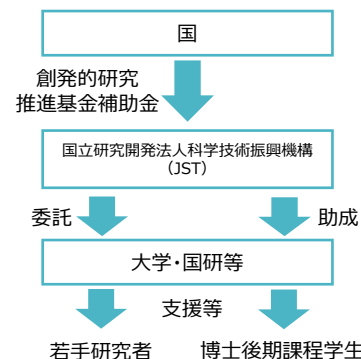 国
創発的研究
推進基金補助金
国立研究開発法人科学技術振興機構
（JST）
委託
助成
大学・国研等
支援等
若手研究者
博士後期課程学生